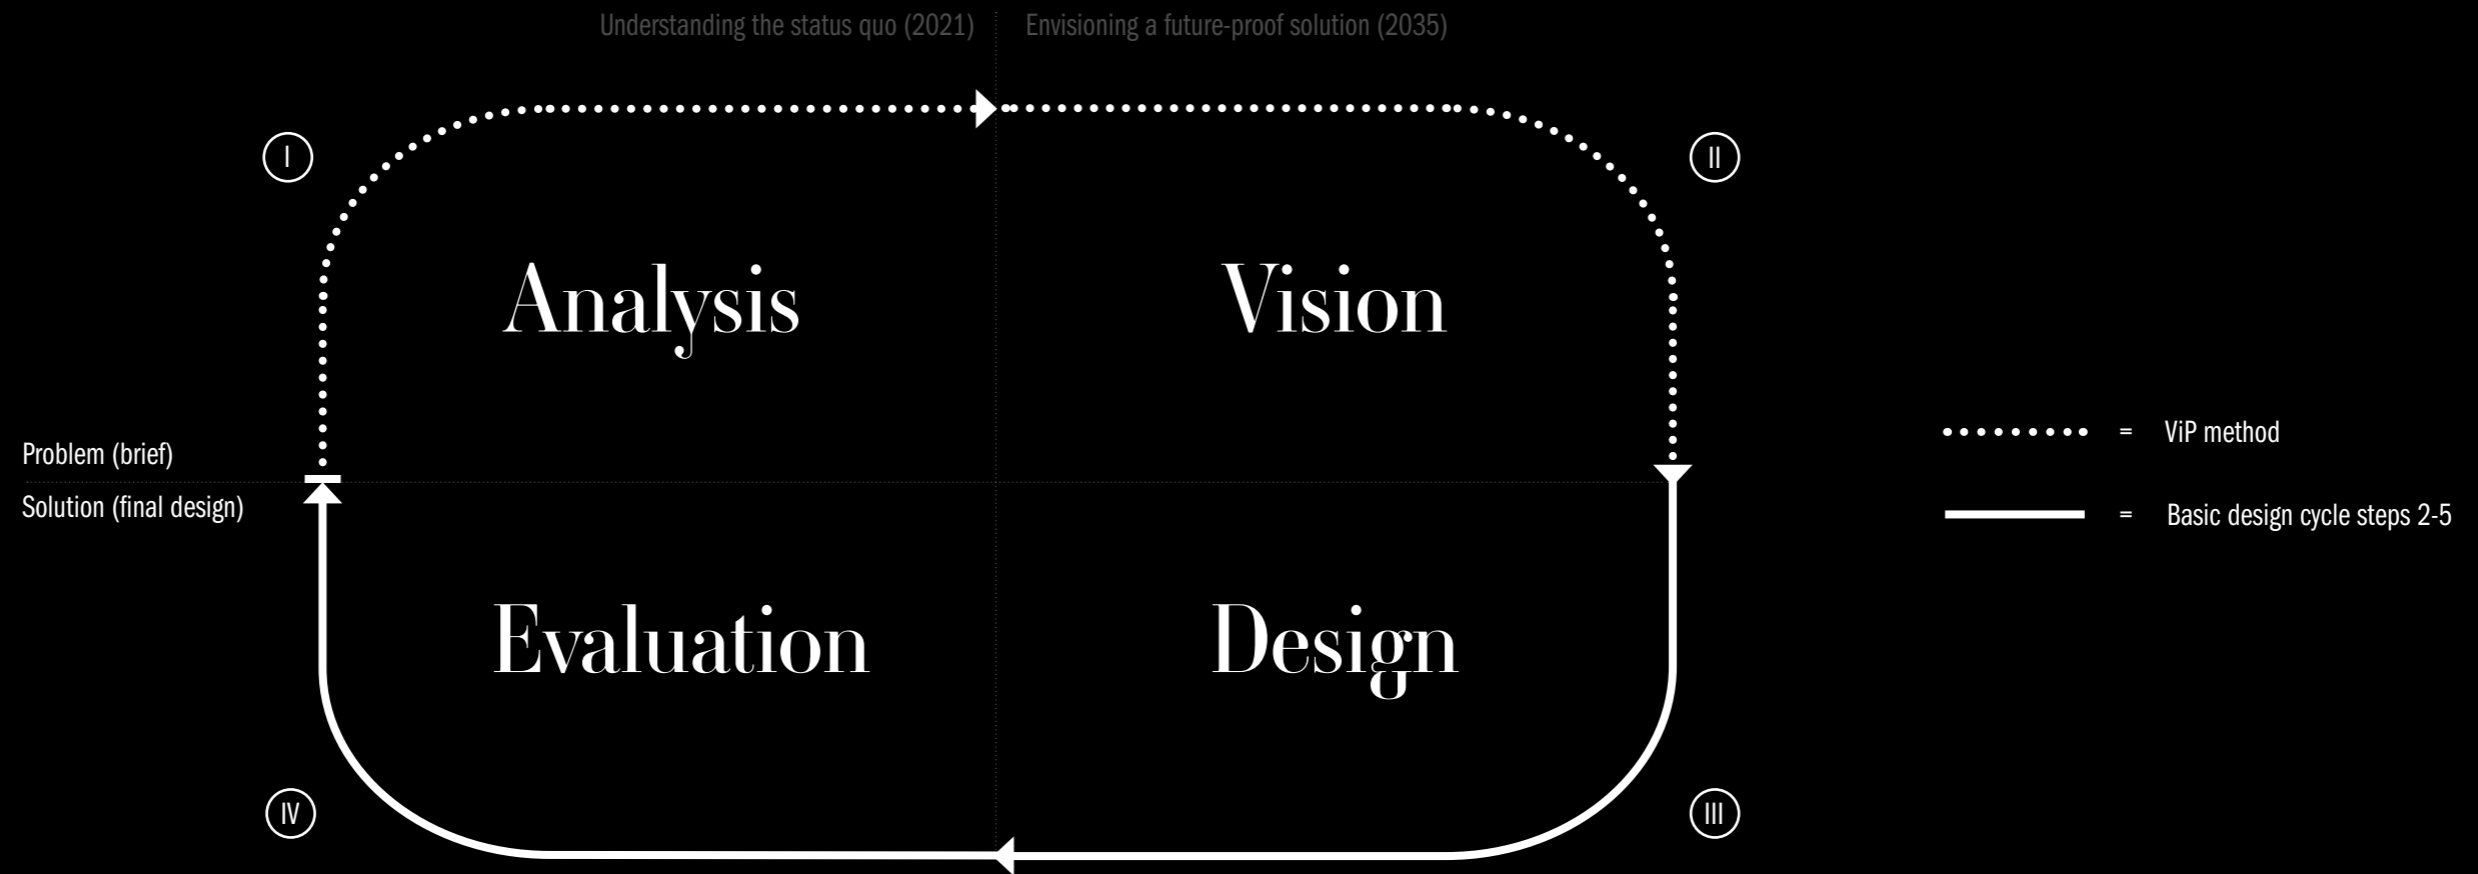 Understanding the status quo (2021)
Envisioning a future-proof solution (2035)
I
II
Analysis
Vision
Problem (brief)
Solution (final design)
= ViP method
= Basic design cycle steps 2-5
Evaluation
Design
IV
III